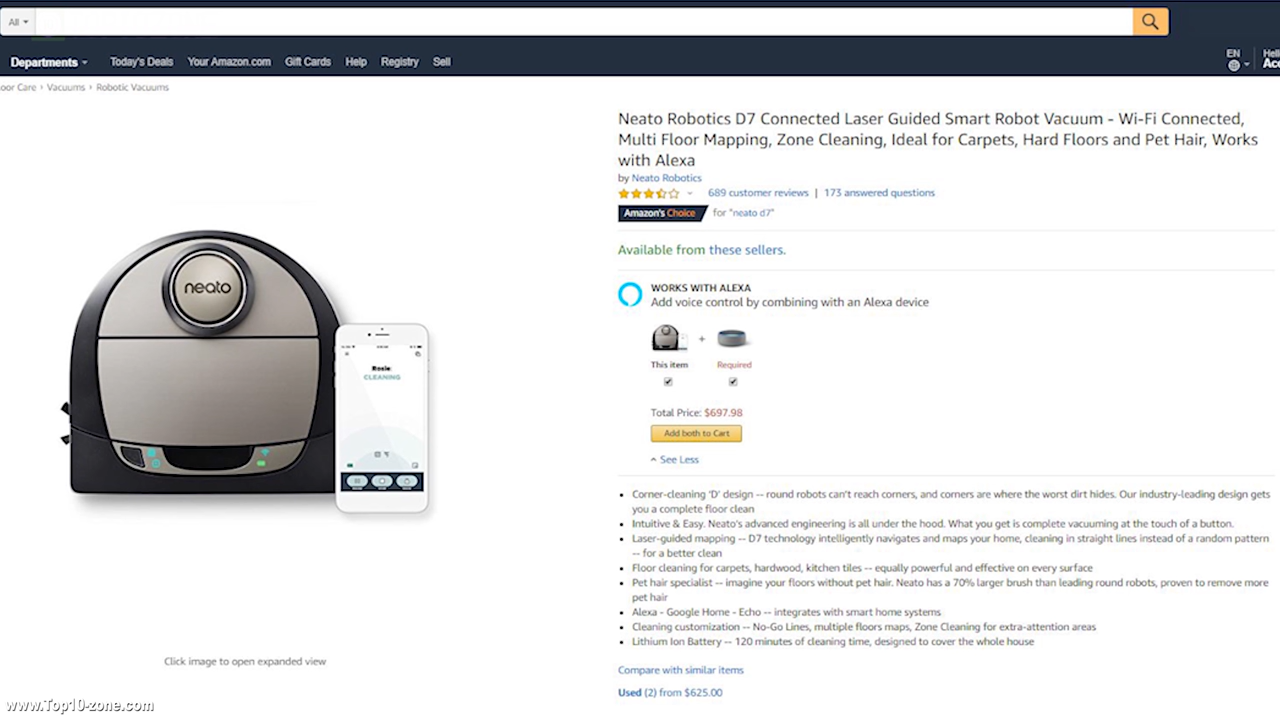 All
Departments
Today's Deals
Your Amazon.com
Gift Cards
Help
Registry
Sell
EN
oor Care › Vacuums › Robotic Vacuums
Neato Robotics D7 Connected Laser Guided Smart Robot Vacuum - Wi-Fi Connected,
Multi Floor Mapping, Zone Cleaning, Ideal for Carpets, Hard Floors and Pet Hair, Works
with Alexa
by Neato Robotics
689 customer reviews | 173 answered questions
Amazon's Choice for "neato d7"
Available from these sellers.
WORKS WITH ALEXA
Add voice control by combining with an Alexa device
This item + Required
Total Price: $697.98
Add both to Cart
See Less
neato
Rosie
CLEANING
• Corner-cleaning 'D' design -- round robots can't reach corners, and corners are where the worst dirt hides. Our industry-leading design gets
you a complete floor clean
• Intuitive & Easy. Neato's advanced engineering is all under the hood. What you get is complete vacuuming at the touch of a button.
• Laser-guided mapping -- D7 technology intelligently navigates and maps your home, cleaning in straight lines instead of a random pattern
-- for a better clean
• Floor cleaning for carpets, hardwood, kitchen tiles -- equally powerful and effective on every surface
• Pet hair specialist -- imagine your floors without pet hair. Neato has a 70% larger brush than leading round robots, proven to remove more
pet hair
• Alexa - Google Home - Echo -- integrates with smart home systems
• Cleaning customization -- No-Go Lines, multiple floors maps, Zone Cleaning for extra-attention areas
• Lithium Ion Battery -- 120 minutes of cleaning time, designed to cover the whole house
Click image to open expanded view
Compare with similar items
Used (2) from $625.00
www.Top10-zone.com